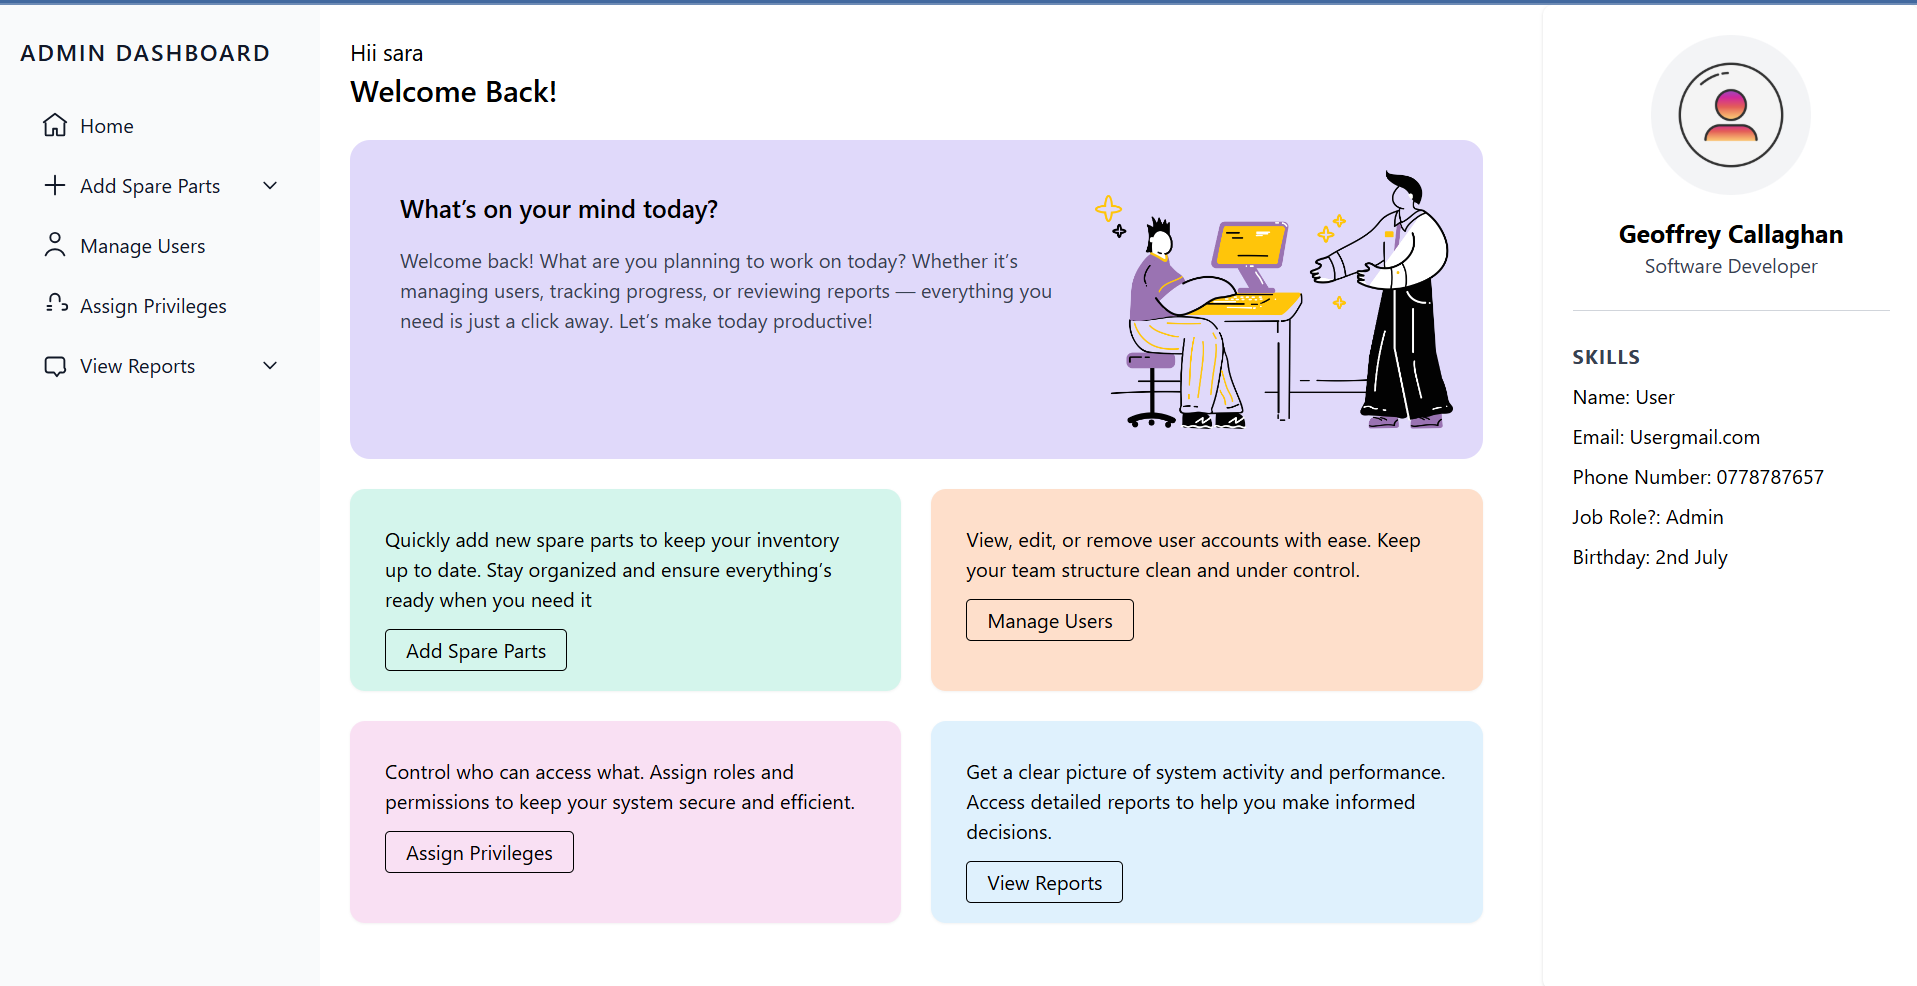 ADMIN DASHBOARD
Home
Add Spare Parts
Manage Users
Assign Privileges
View Reports
Hii sara
Welcome Back!
What's on your mind today?
Welcome back! What are you planning to work on today? Whether it's
managing users, tracking progress, or reviewing reports — everything you
need is just a click away. Let's make today productive!
Quickly add new spare parts to keep your inventory
up to date. Stay organized and ensure everything's
ready when you need it
Add Spare Parts
View, edit, or remove user accounts with ease. Keep
your team structure clean and under control.
Manage Users
Control who can access what. Assign roles and
permissions to keep your system secure and efficient.
Assign Privileges
Get a clear picture of system activity and performance.
Access detailed reports to help you make informed
decisions.
View Reports
Geoffrey Callaghan
Software Developer
SKILLS
Name: User
Email: Usergmail.com
Phone Number: 0778787657
Job Role?: Admin
Birthday: 2nd July